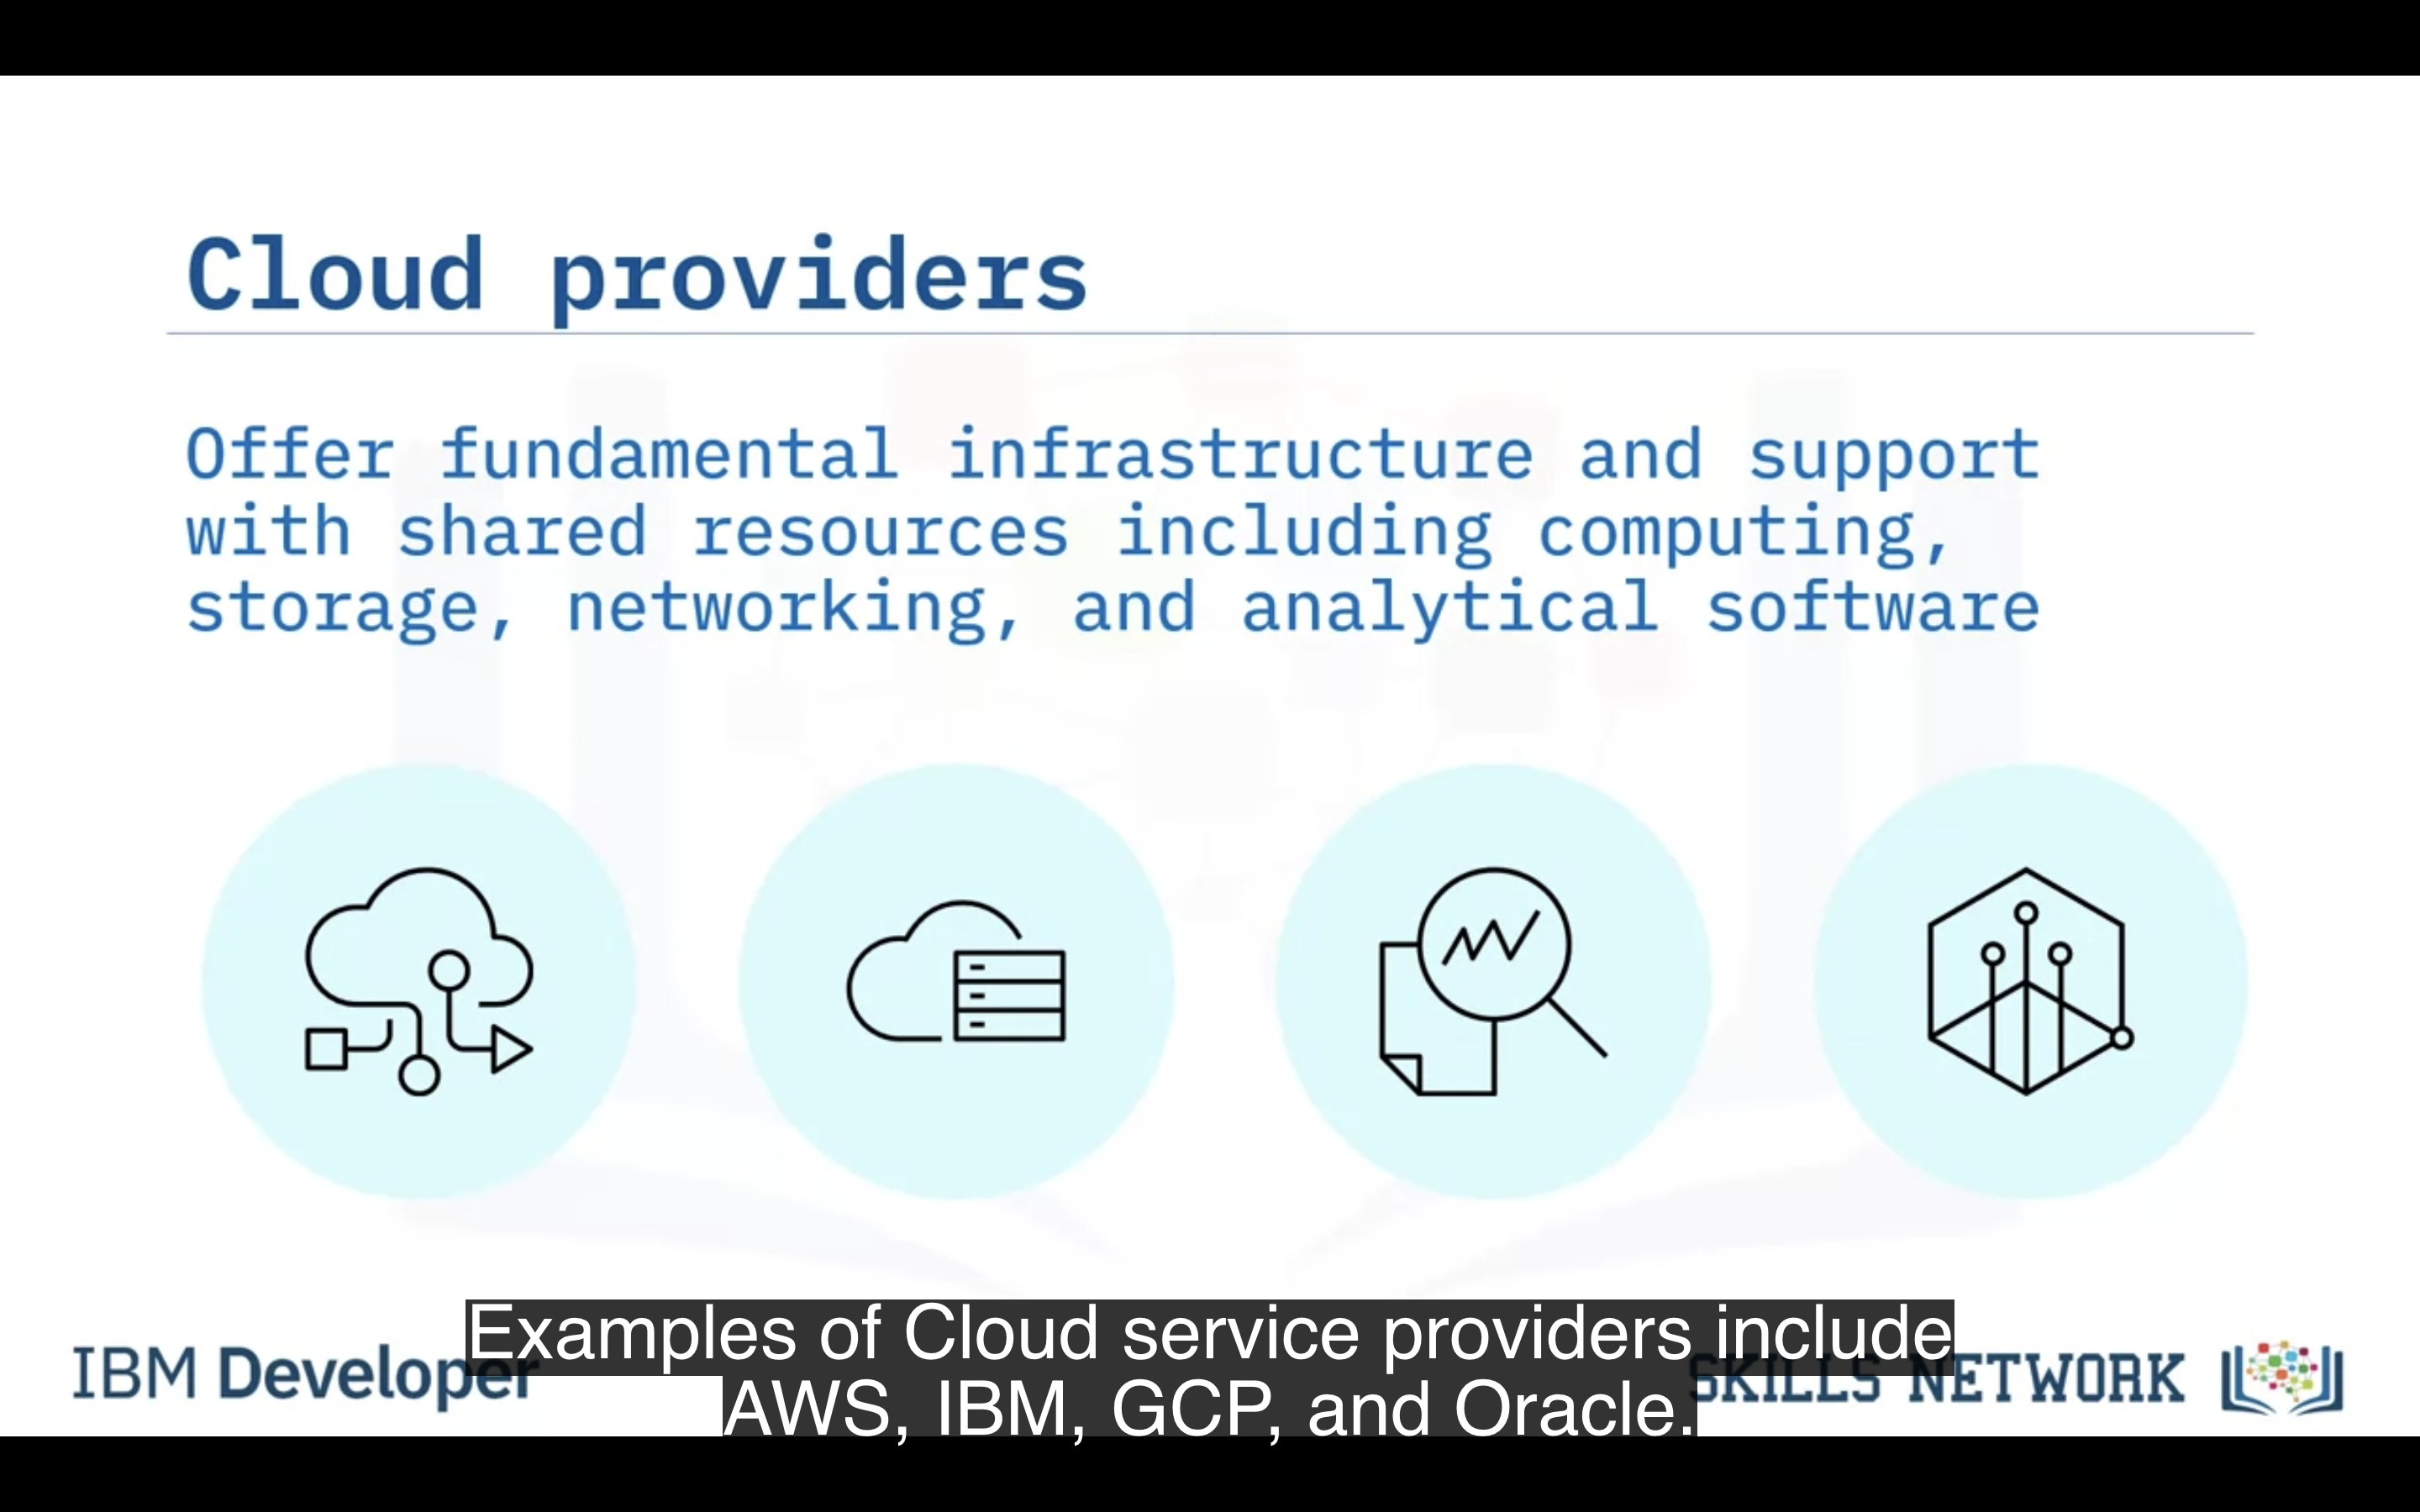 Cloud providers
Offer fundamental infrastructure and support
with shared resources including computing,
storage, networking, and analytical software
Examples of Cloud service providers include
AWS, IBM, GCP, and Oracle.
IBM Developer
SKILLS NETWORK